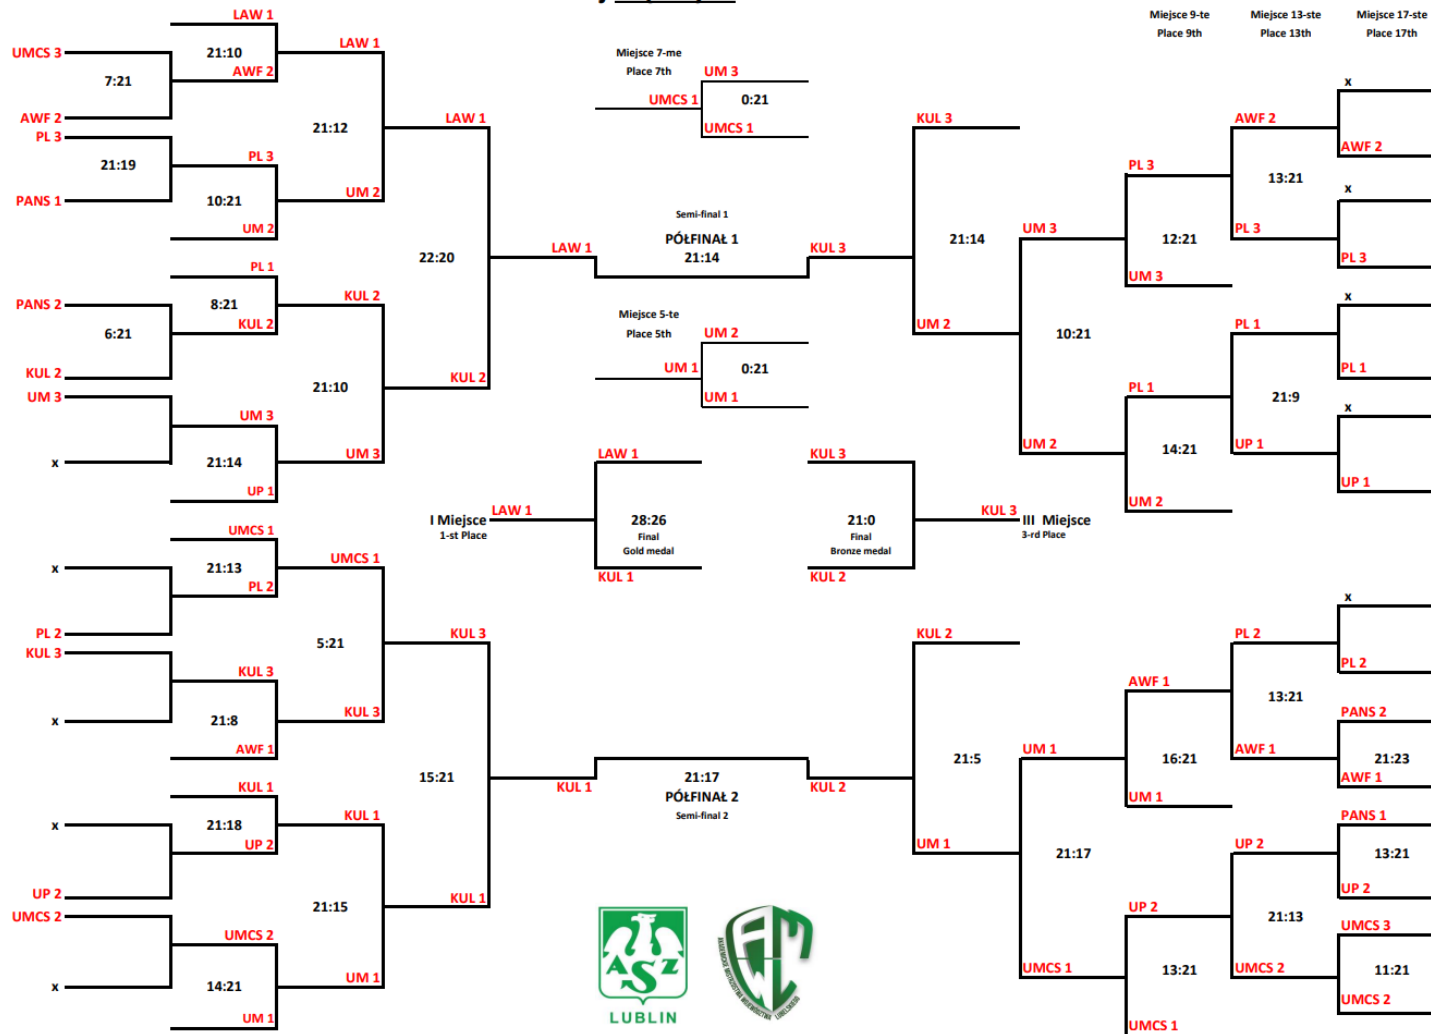 LAW 1
UMCS 3
21:10
LAW 1
7:21
AWF 2
AWF 2
PL 3
21:12
LAW 1
21:19
PL 3
PANS 1
10:21
UM 2
UM 2
22:20
LAW 1
PL 1
PANS 2
8:21
KUL 2
6:21
KUL 2
KUL 2
UM 3
21:10
KUL 2
UM 3
x
21:14
UM 3
UP 1
UMCS 1
x
21:13
UMCS 1
PL 2
PL 2
KUL 3
5:21
KUL 3
KUL 3
x
21:8
KUL 3
AWF 1
15:21
KUL 1
KUL 1
x
21:18
KUL 1
UP 2
UP 2
UMCS 2
21:15
KUL 1
UMCS 2
x
14:21
UM 1
UM 1
Miejsce 7-me
Place 7th
UM 3
UMCS 1
0:21
UMCS 1
Semi-final 1
PÓŁFINAŁ 1
21:14
KUL 3
Miejsce 5-te
Place 5th
UM 2
UM 1
0:21
UM 1
LAW 1
KUL 3
I Miejsce
1-st Place
LAW 1
28:26
Final
Gold medal
KUL 1
21:0
Final
Bronze medal
KUL 2
KUL 3
III Miejsce
3-rd Place
21:17
PÓŁFINAŁ 2
Semi-final 2
KUL 2
ASZ
LUBLIN
Miejsce 9-te
Place 9th
Miejsce 13-ste
Place 13th
Miejsce 17-ste
Place 17th
x
KUL 3
AWF 2
AWF 2
PL 3
13:21
x
UM 3
21:14
12:21
PL 3
PL 3
UM 3
x
UM 2
10:21
PL 1
PL 1
PL 1
21:9
x
UM 2
14:21
UP 1
UP 1
UM 2
x
KUL 2
PL 2
PL 2
AWF 1
13:21
PANS 2
21:5
UM 1
16:21
AWF 1
21:23
AWF 1
UM 1
PANS 1
UM 1
21:17
UP 2
13:21
UP 2
UP 2
21:13
UMCS 3
UMCS 1
13:21
UMCS 2
11:21
UMCS 2
UMCS 1